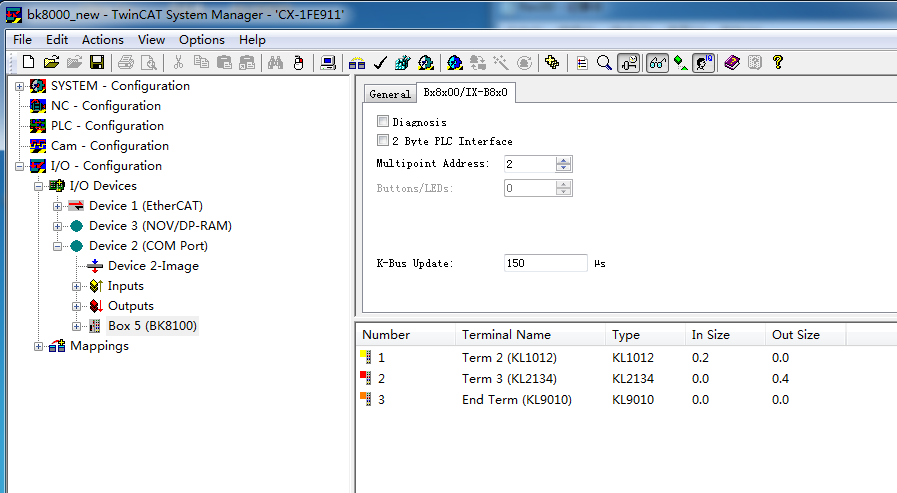 bk8000_new - TwinCAT System Manager - 'CX-1FE911'
File Edit Actions View Options Help
SYSTEM - Configuration
NC - Configuration
PLC - Configuration
Cam - Configuration
I/O - Configuration
I/O Devices
Device 1 (EtherCAT)
Device 3 (NOV/DP-RAM)
Device 2 (COM Port)
Device 2-Image
Inputs
Outputs
Box 5 (BK8100)
Mappings
General Bx8x00/IX-B8x0
Diagnosis
2 Byte PLC Interface
Multipoint Address: 2
Buttons/LEDs: 0
K-Bus Update: 150 μs
Number Terminal Name Type In Size Out Size
1 Term 2 (KL1012) KL1012 0.2 0.0
2 Term 3 (KL2134) KL2134 0.0 0.4
3 End Term (KL9010) KL9010 0.0 0.0